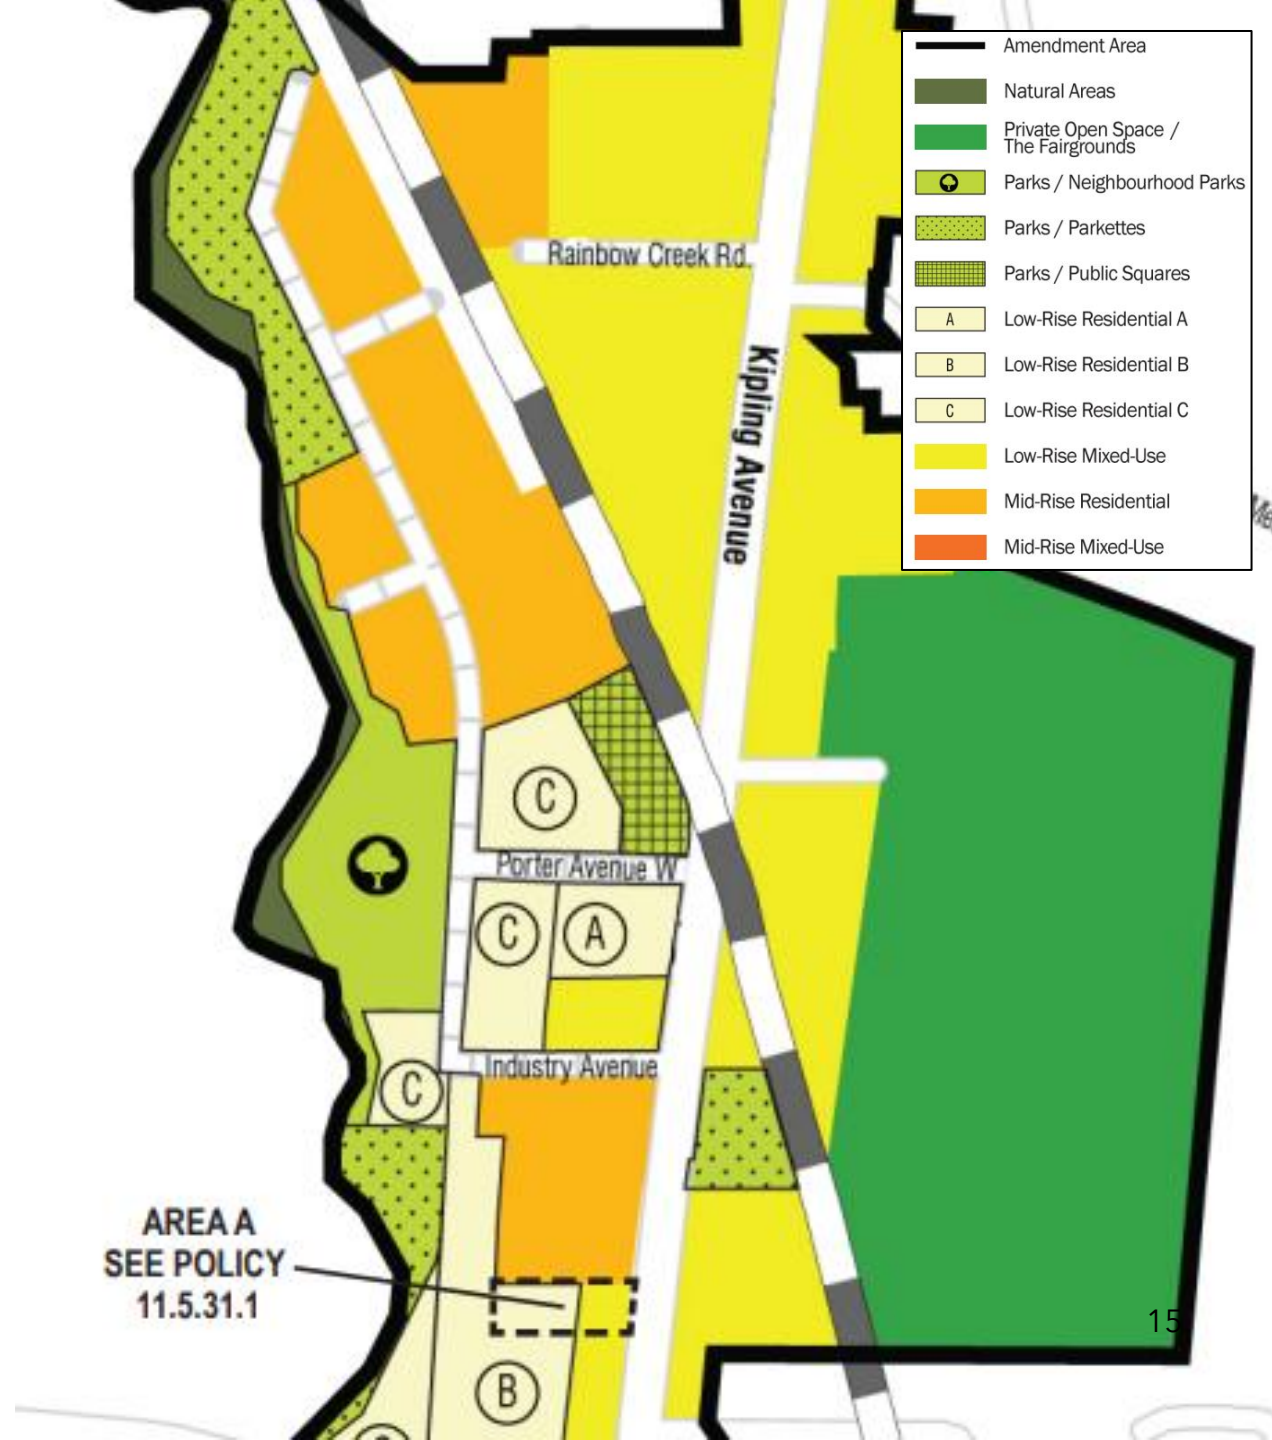 Amendment Area
Natural Areas
Private Open Space /
The Fairgrounds
Parks / Neighbourhood Parks
Parks / Parkettes
Parks / Public Squares
A
Low-Rise Residential A
B
Low-Rise Residential B
C
Low-Rise Residential C
Low-Rise Mixed-Use
Mid-Rise Residential
Mid-Rise Mixed-Use
Rainbow Creek Rd.
Kipling Avenue
C
Porter Avenue W
C
A
Industry Avenue
C
AREA A
SEE POLICY
11.5.31.1
15
B